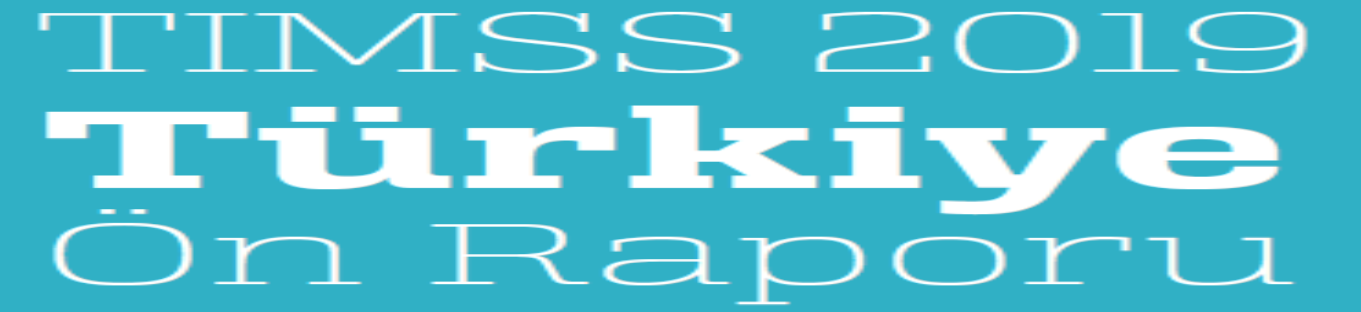 TIMSS 2019
Türkiye
Ön Raporu